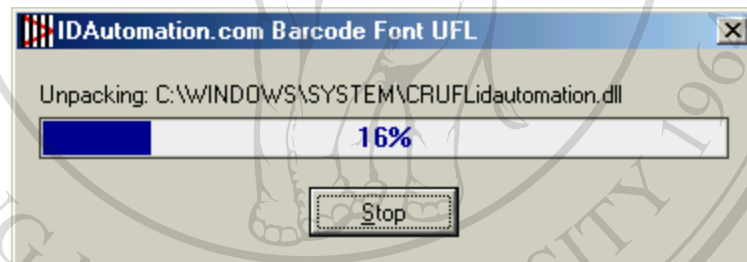 IDAutomation.com Barcode Font UFL
Unpacking: C:\WINDOWS\SYSTEM\CRUFLidautomation.dll
16%
Stop